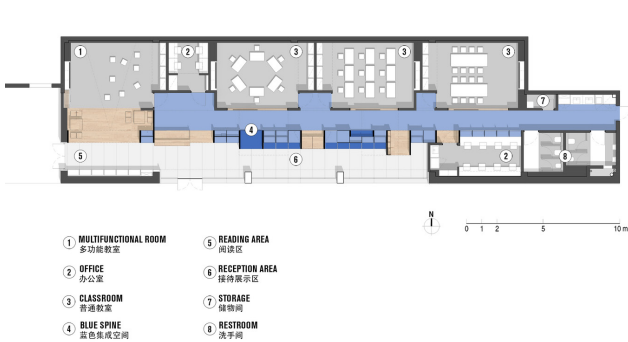 1
2
3
3
3
7
4
5
6
2
8
N
0 1 2 5 10 m
1 MULTIFUNCTIONAL ROOM
多功能教室
2 OFFICE
办公室
3 CLASSROOM
普通教室
4 BLUE SPINE
蓝色集成空间
5 READING AREA
阅读区
6 RECEPTION AREA
接待展示区
7 STORAGE
储物间
8 RESTROOM
洗手间